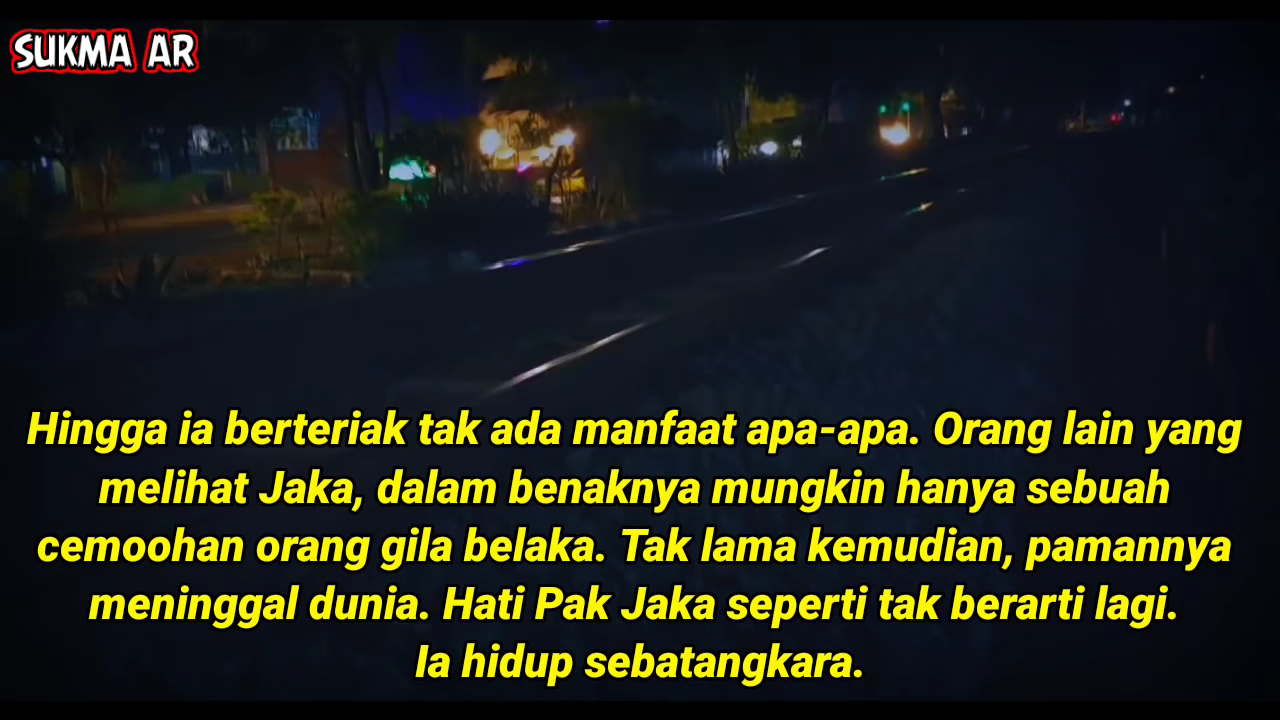 SUKMA AR
Hingga ia berteriak tak ada manfaat apa-apa. Orang lain yang
melihat Jaka, dalam benaknya mungkin hanya sebuah
cemoohan orang gila belaka. Tak lama kemudian, pamannya
meninggal dunia. Hati Pak Jaka seperti tak berarti lagi.
Ia hidup sebatangkara.